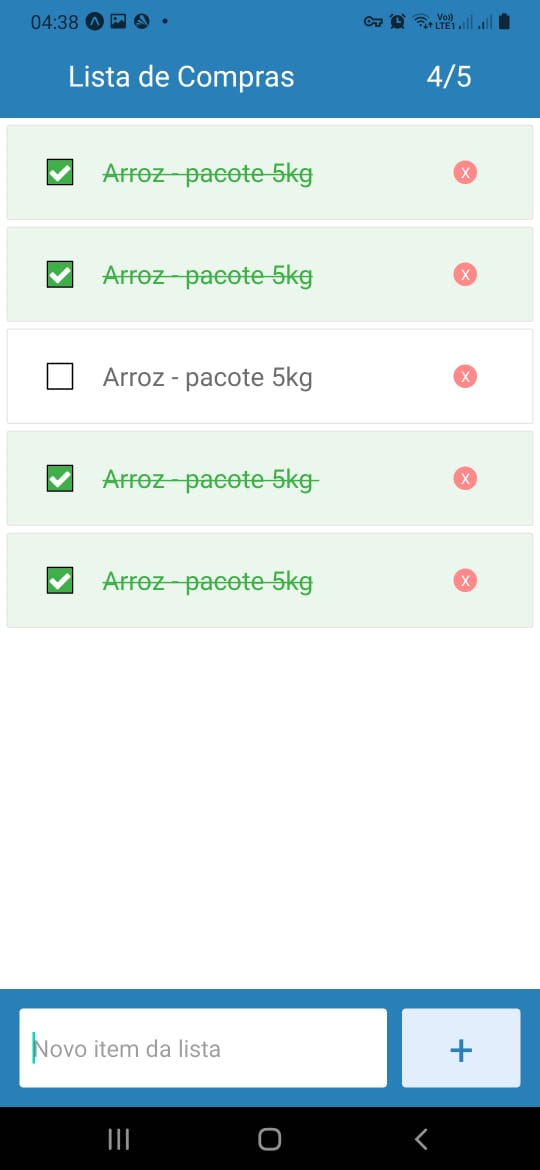 04:38
Vo)) LTE1
Lista de Compras 4/5
Arroz - pacote 5kg X
Arroz - pacote 5kg X
Arroz - pacote 5kg X
Arroz - pacote 5kg X
Arroz - pacote 5kg X
Novo item da lista +